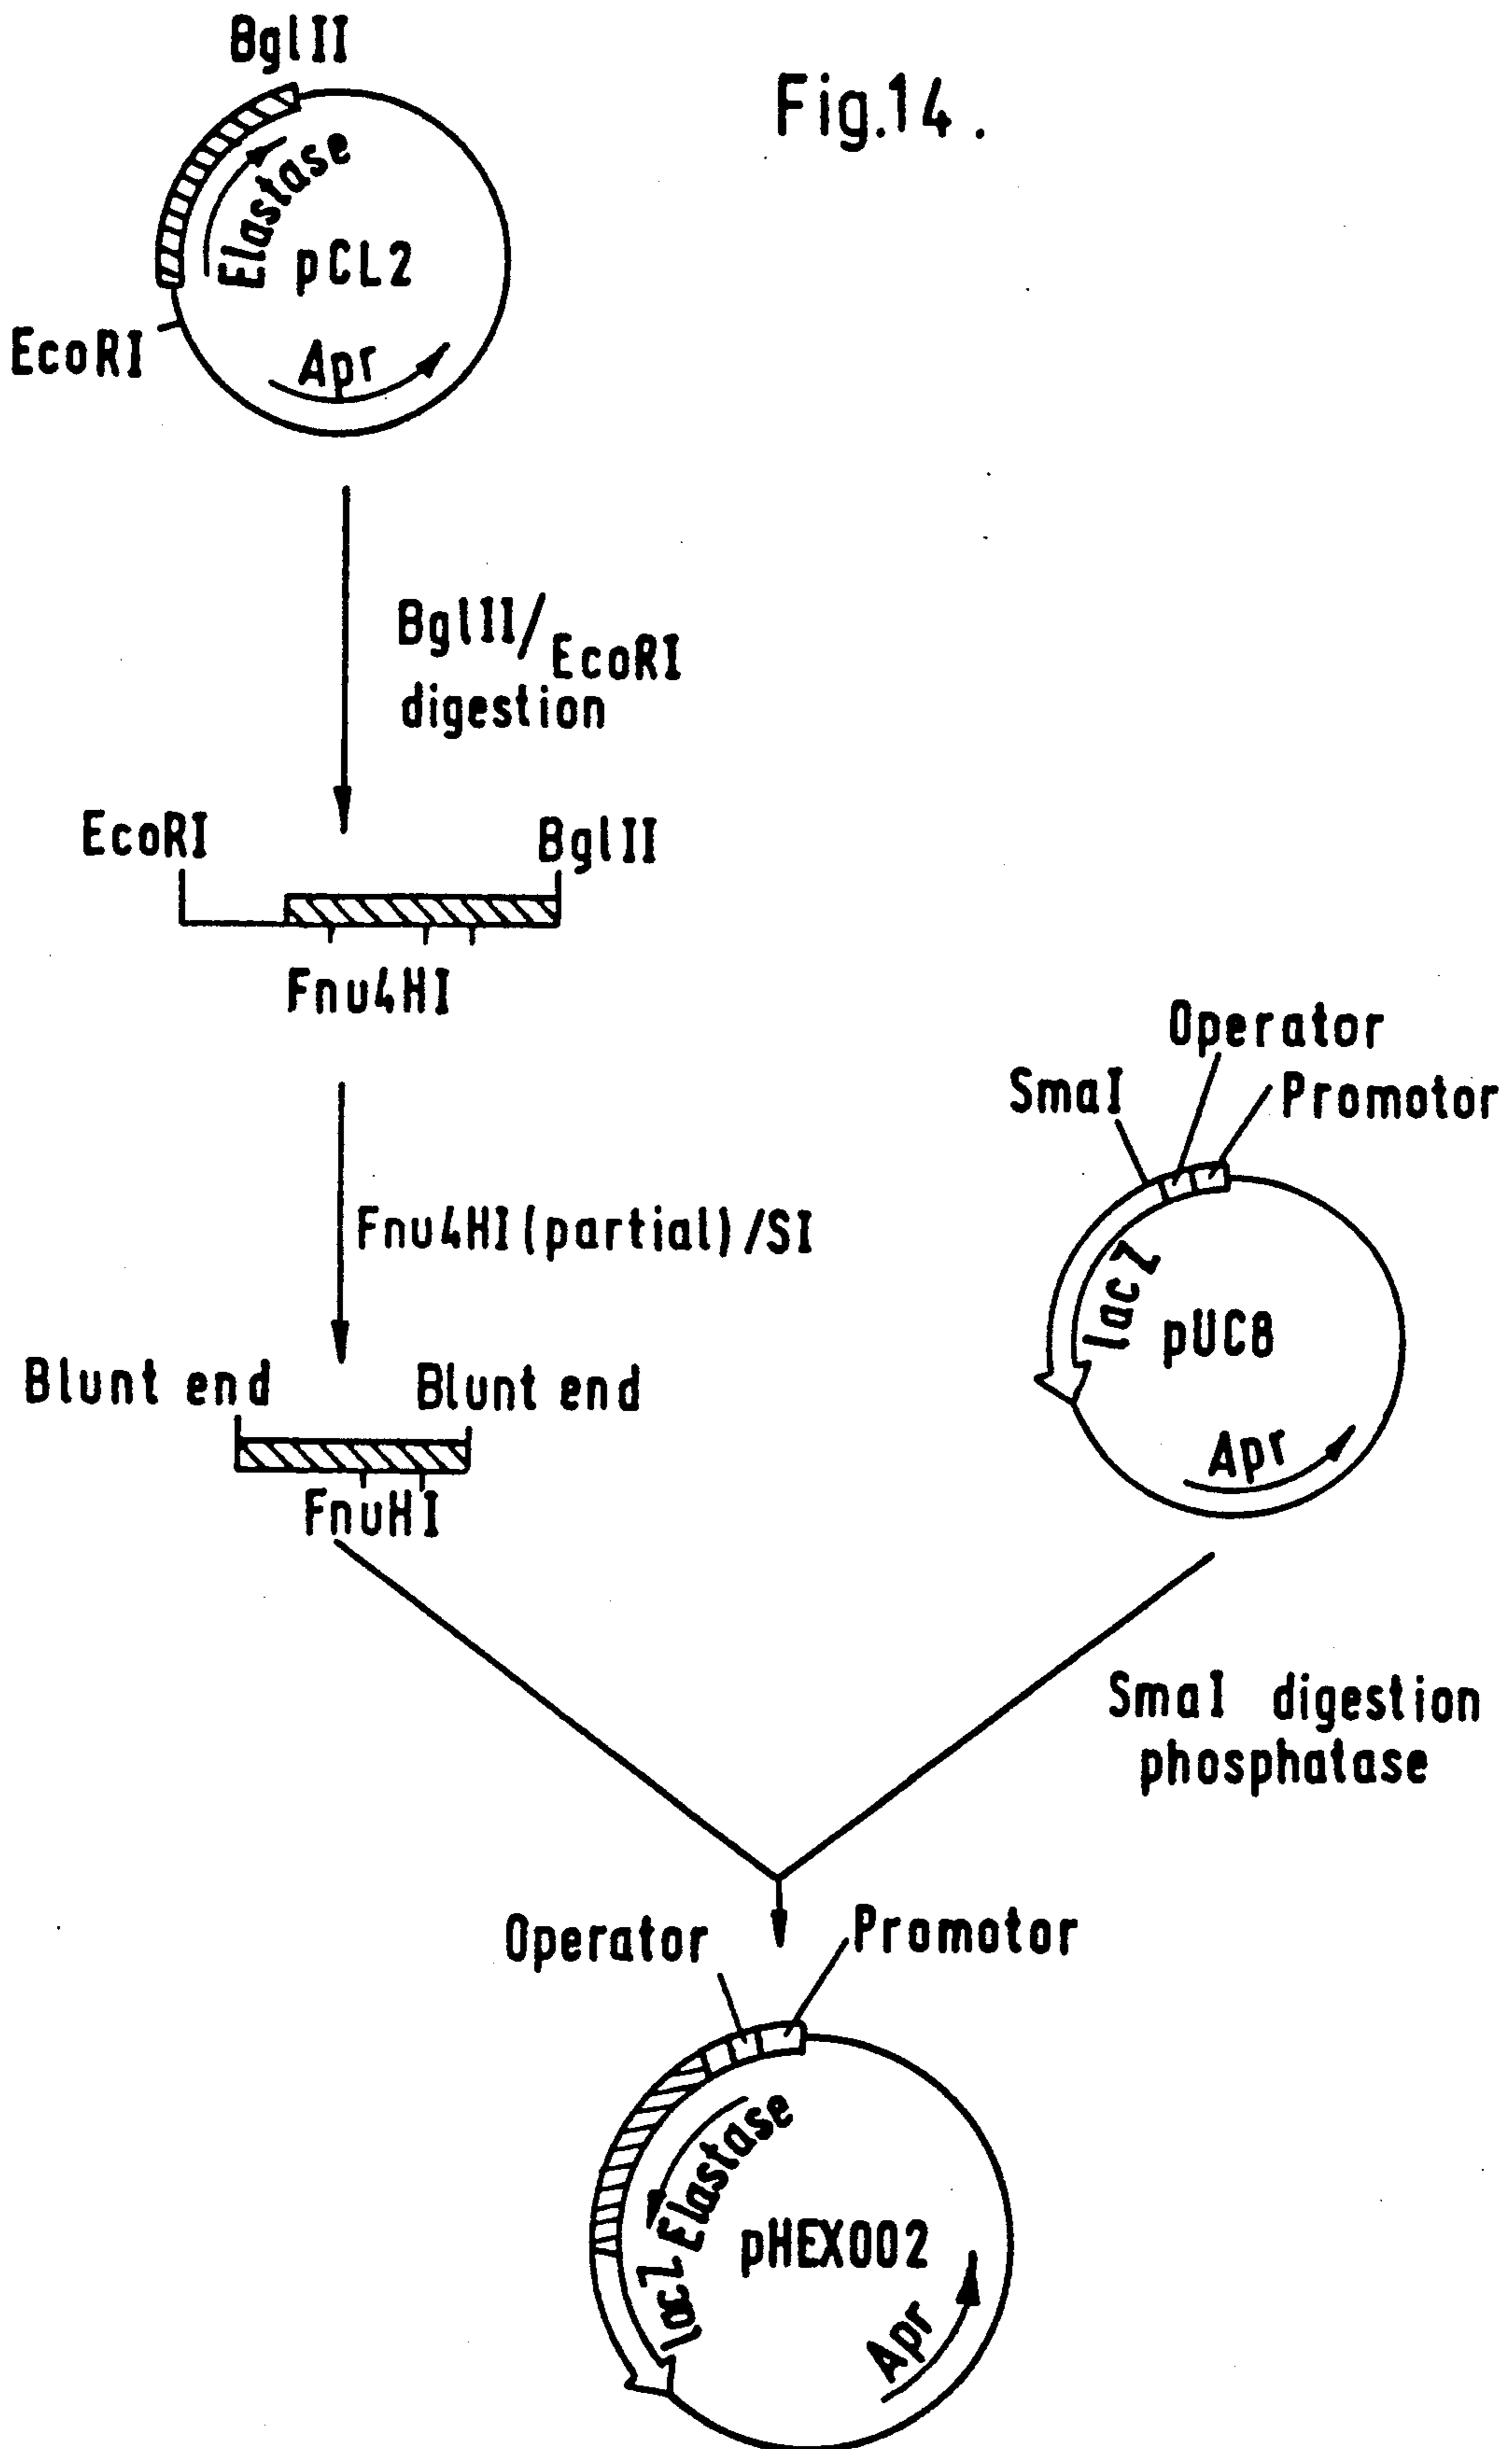 BglII
Fig.14.
Elastase
pCL2
EcoRI
Apr
BglII/EcoRI
digestion
EcoRI
BglII
Fnu4HI
Operator
SmaI
Promotor
Fnu4HI(partial)/SI
lacZ
pUC8
Blunt end
Blunt end
Apr
FnuHI
SmaI digestion
phosphatase
Operator
Promotor
Elastase
pHEX002
lacZ
Apr